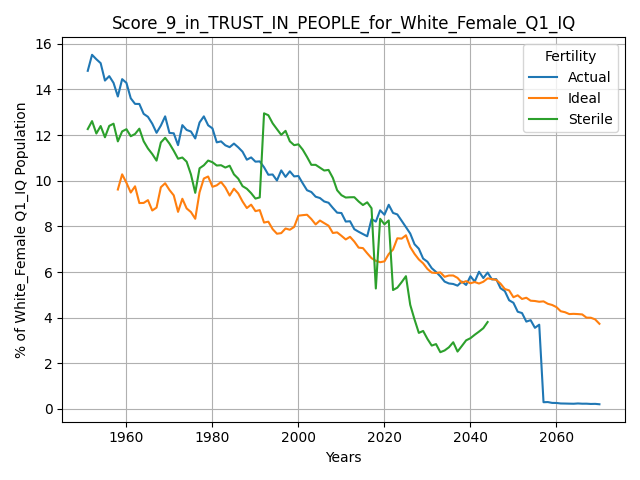 Score_9_in_TRUST_IN_PEOPLE_for_White_Female_Q1_IQ
Fertility
Actual
Ideal
Sterile
% of White_Female Q1_IQ Population
16
14
12
10
8
6
4
2
0
1960 1980 2000 2020 2040 2060
Years